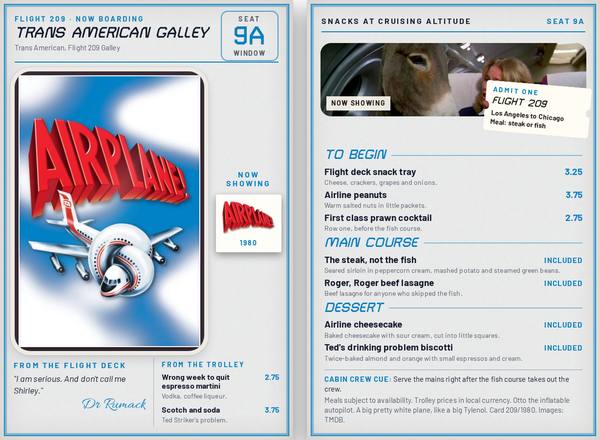 FLIGHT 209 · NOW BOARDING
TRANS AMERICAN GALLEY
Trans American, Flight 209 Galley
SEAT
9A
WINDOW
AIRPLANE!
NOW
SHOWING
AIRPLANE!
1980
FROM THE FLIGHT DECK
"I am serious. And don't call me
Shirley."
Dr Rumack
FROM THE TROLLEY
Wrong week to quit
espresso martini
2.75
Vodka, coffee liqueur.
Scotch and soda
3.75
Ted Striker's problem.
SNACKS AT CRUISING ALTITUDE
SEAT 9A
NOW SHOWING
ADMIT ONE
FLIGHT 209
Los Angeles to Chicago
Meal: steak or fish
TO BEGIN
Flight deck snack tray 3.25
Cheese, crackers, grapes and onions.
Airline peanuts 3.75
Warm salted nuts in little packets.
First class prawn cocktail 2.75
Row one, before the fish course.
MAIN COURSE
The steak, not the fish INCLUDED
Seared sirloin in peppercorn cream, mashed potato and steamed green beans.
Roger, Roger beef lasagne INCLUDED
Beef lasagne for anyone who skipped the fish.
DESSERT
Airline cheesecake INCLUDED
Baked cheesecake with sour cream, cut into little squares.
Ted's drinking problem biscotti INCLUDED
Twice-baked almond and orange with small espressos and cream.
CABIN CREW CUE: Serve the mains right after the fish course takes out the
crew.
Meals subject to availability. Trolley prices in local currency. Otto the inflatable
autopilot. A big pretty white plane, like a big Tylenol. Card 209/1980. Images:
TMDB.